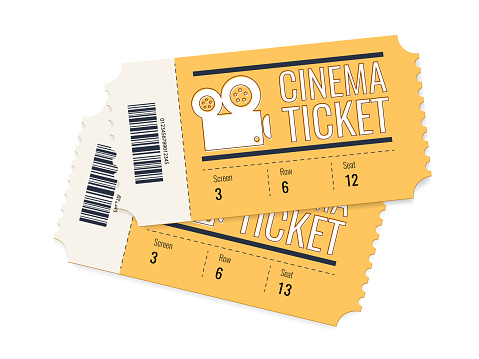 CINEMA
TICKET
Screen Row Seat
3 6 12
TICKET
Screen Row Seat
3 6 13